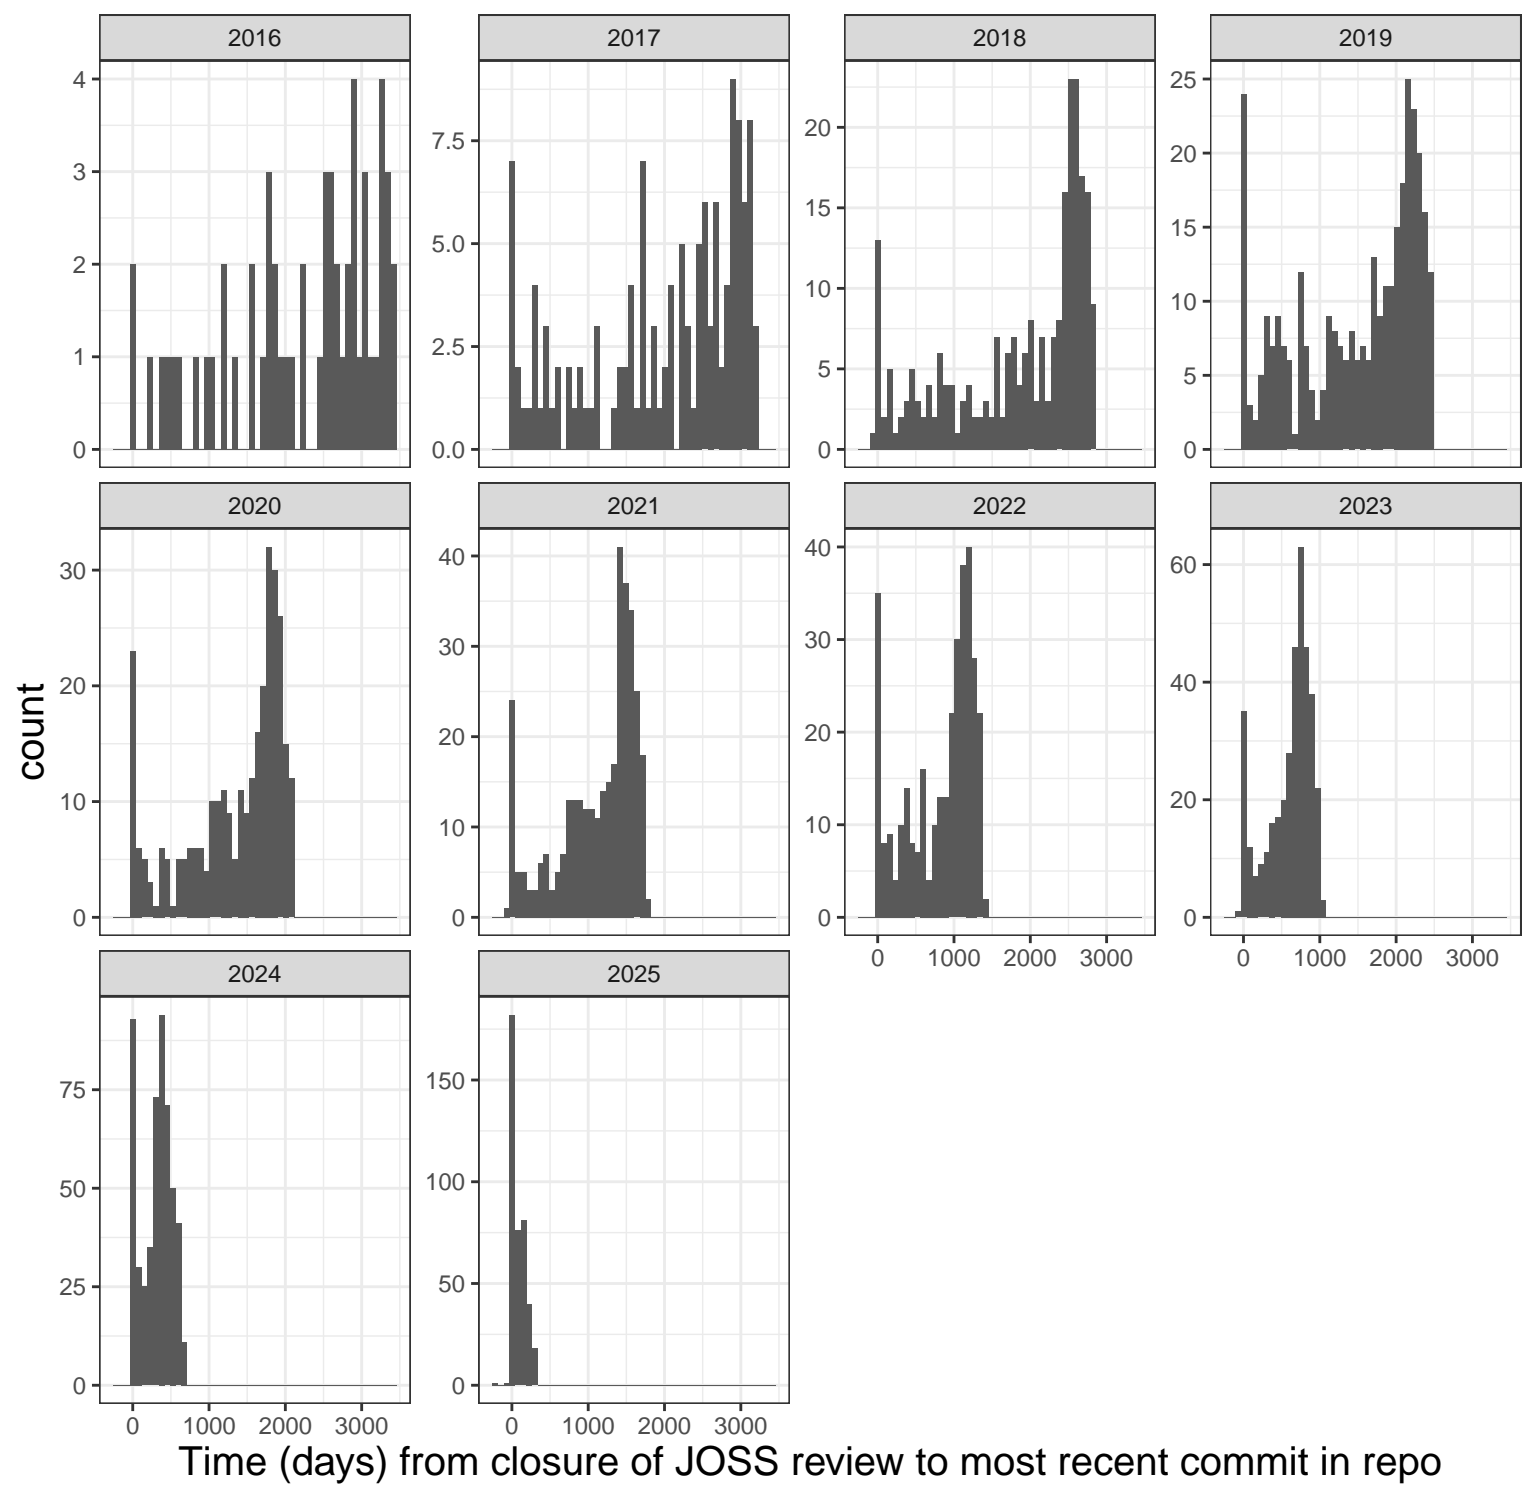 2016 2017 2018 2019
4 3 2 1 0
7.5 5.0 2.5 0.0
20 15 10 5 0
25 20 15 10 5 0
2020 2021 2022 2023
30 20 10 0
40 30 20 10 0
40 30 20 10 0
60 40 20 0
0 1000 2000 3000
0 1000 2000 3000
count
2024 2025
75 50 25 0
150 100 50 0
0 1000 2000 3000
0 1000 2000 3000
Time (days) from closure of JOSS review to most recent commit in repo